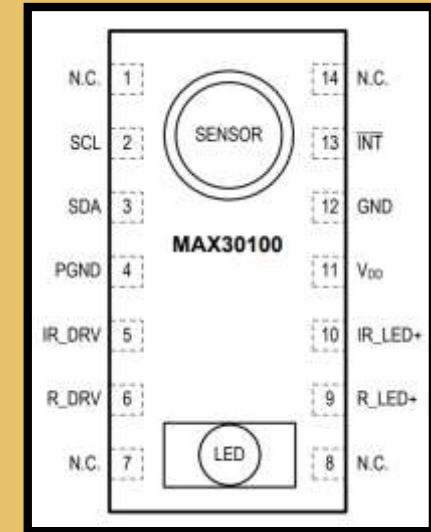 N.C. 1 14 N.C.
SCL 2 SENSOR 13 INT
SDA 3 12 GND
MAX30100
PGND 4 11 VDD
IR_DRV 5 10 IR_LED+
R_DRV 6 9 R_LED+
N.C. 7 LED 8 N.C.